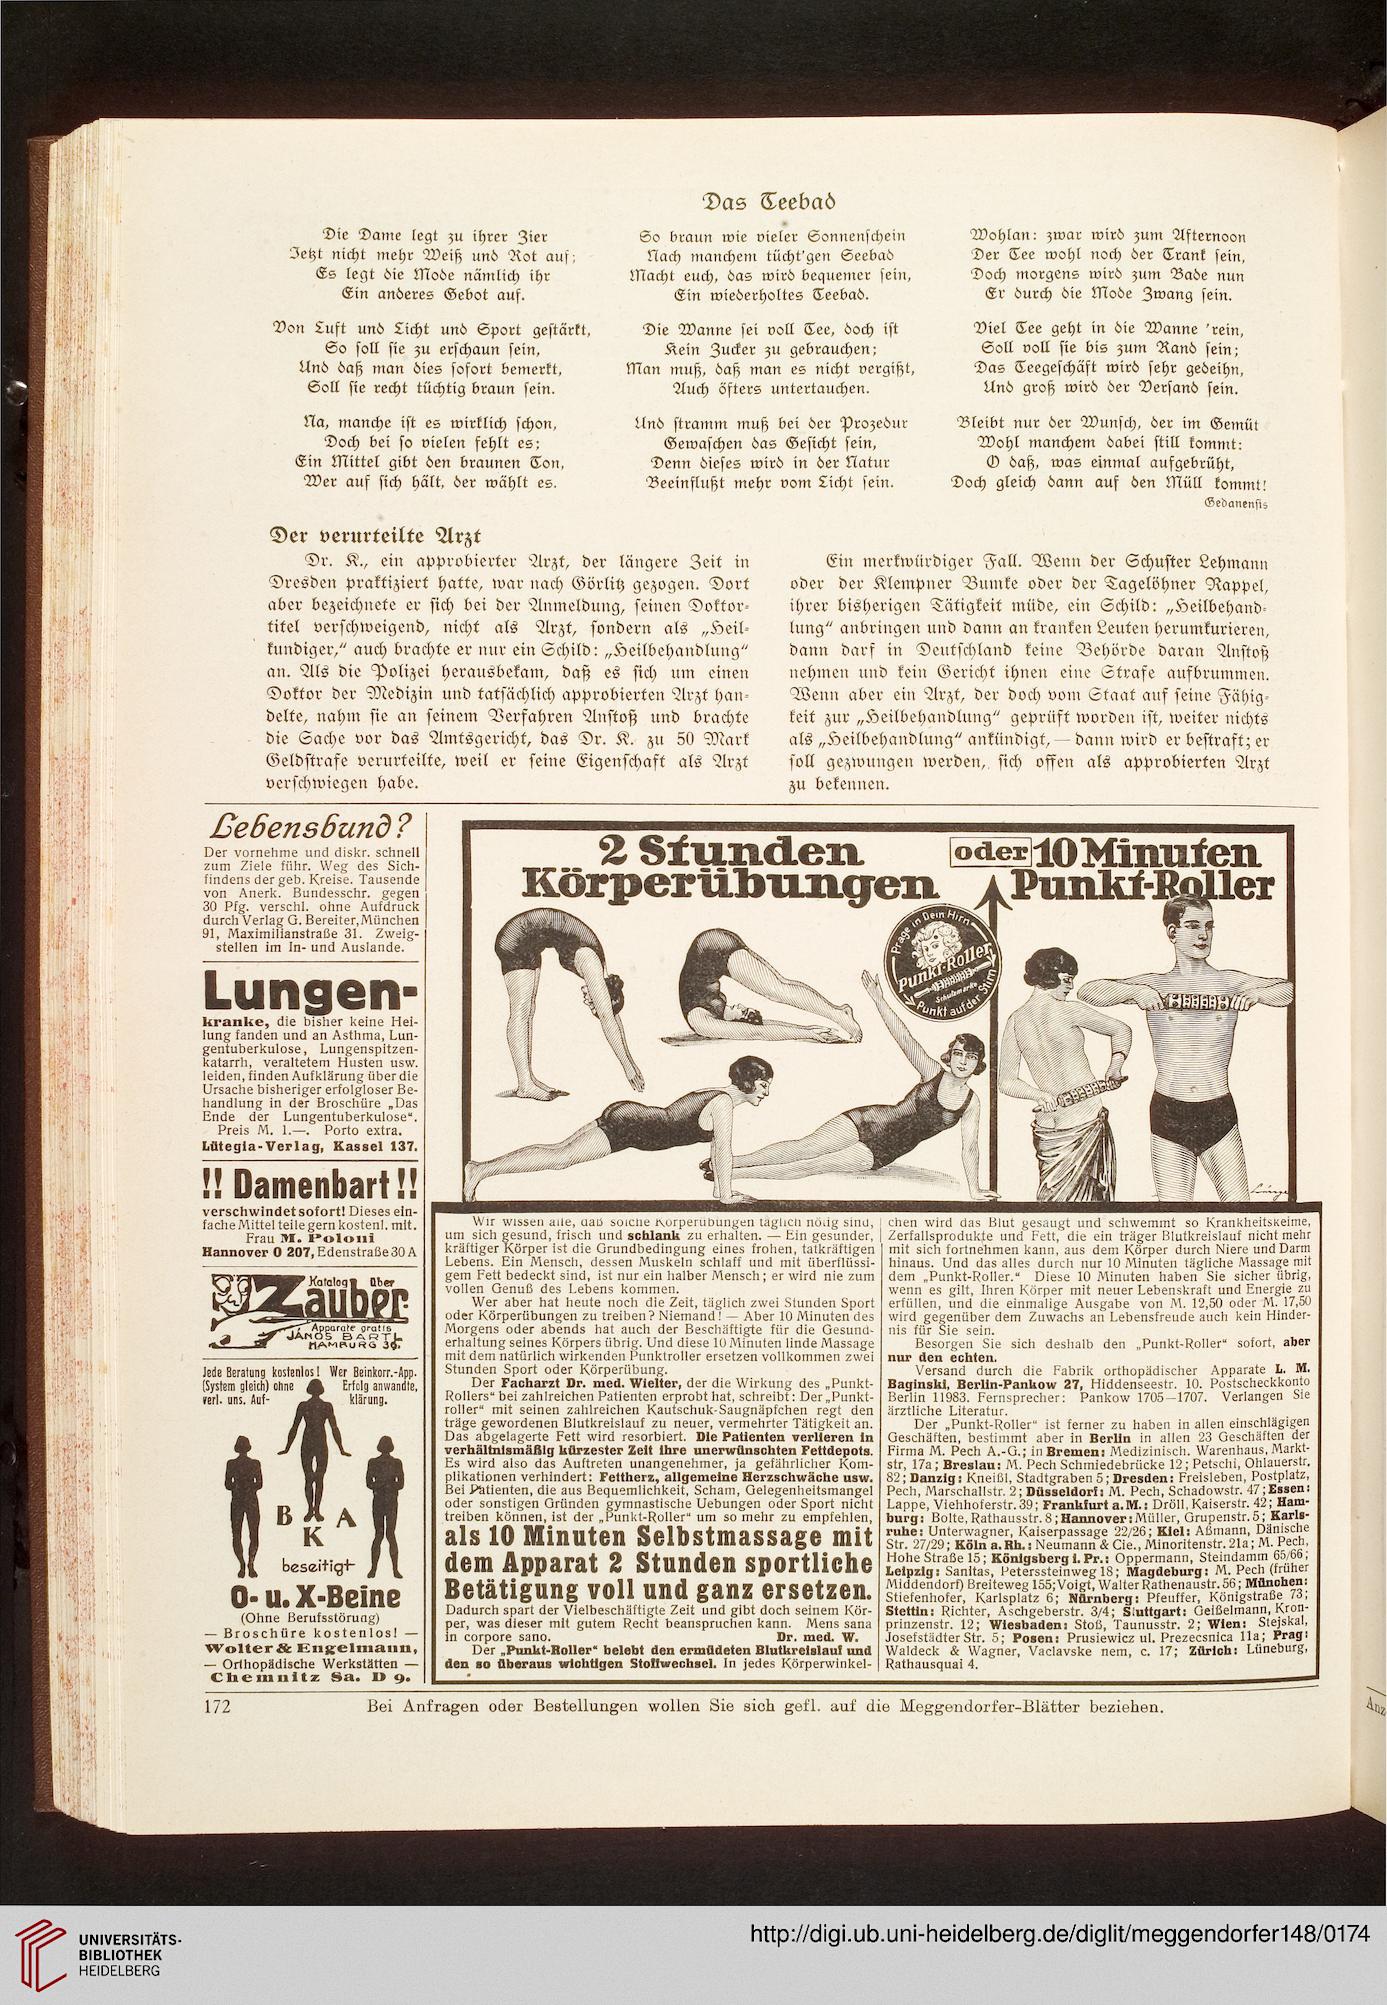 Das Teebad
Die Dame legt zu ihrer Zier
Jetzt nicht mehr Weiß und Rot auf;
Es legt die Mode nämlich ihr
Ein anderes Gebot auf.
Von Luft und Licht und Sport gestärkt,
So soll sie zu erschaun sein,
Und daß man dies sofort bemerkt,
Soll sie recht tüchtig braun sein.
Na, manche ist es wirklich schon,
Doch bei so vielen fehlt es;
Ein Mittel gibt den braunen Ton,
Wer auf sich hält, der wählt es.
So braun wie vieler Sonnenschein
Nach manchem tücht'gen Seebad
Macht euch, das wird bequemer sein,
Ein wiederholtes Teebad.
Die Wanne sei voll Tee, doch ist
Kein Zucker zu gebrauchen;
Man muß, daß man es nicht vergißt,
Auch öfters untertauchen.
Und stramm muß bei der Prozedur
Gewaschen das Gesicht sein,
Denn dieses wird in der Natur
Beeinflußt mehr vom Licht sein.
Wohlan: zwar wird zum Afternoon
Der Tee wohl noch der Trank sein,
Doch morgens wird zum Bade nun
Er durch die Mode Zwang sein.
Viel Tee geht in die Wanne 'rein,
Soll voll sie bis zum Rand sein;
Das Teegeschäft wird sehr gedeihn,
Und groß wird der Versand sein.
Bleibt nur der Wunsch, der im Gemüt
Wohl manchem dabei still kommt:
O daß, was einmal aufgebrüht,
Doch gleich dann auf den Müll kommt!
Gedanensis
Der verurteilte Arzt
Dr. K., ein approbierter Arzt, der längere Zeit in
Dresden praktiziert hatte, war nach Görlitz gezogen. Dort
aber bezeichnete er sich bei der Anmeldung, seinen Doktor-
titel verschweigend, nicht als Arzt, sondern als „Heil-
kundiger,“ auch brachte er nur ein Schild: „Heilbehandlung“
an. Als die Polizei herausbekam, daß es sich um einen
Doktor der Medizin und tatsächlich approbierten Arzt han-
delte, nahm sie an seinem Verfahren Anstoß und brachte
die Sache vor das Amtsgericht, das Dr. K. zu 50 Mark
Geldstrafe verurteilte, weil er seine Eigenschaft als Arzt
verschwiegen habe.
Ein merkwürdiger Fall. Wenn der Schuster Lehmann
oder der Klempner Bumke oder der Tagelöhner Rappel,
ihrer bisherigen Tätigkeit müde, ein Schild: „Heilbehand-
lung“ anbringen und dann an kranken Leuten herumkurieren,
dann darf in Deutschland keine Behörde daran Anstoß
nehmen und kein Gericht ihnen eine Strafe aufbrummen.
Wenn aber ein Arzt, der doch vom Staat auf seine Fähig-
keit zur „Heilbehandlung“ geprüft worden ist, weiter nichts
als „Heilbehandlung“ ankündigt, — dann wird er bestraft; er
soll gezwungen werden, sich offen als approbierten Arzt
zu bekennen.
Lebensbund?
Der vornehme und diskr. schnell
zum Ziele führ. Weg des Sich-
findens der geb. Kreise. Tausende
von Anerk. Bundesschr. gegen
30 Pfg. verschl. ohne Aufdruck
durch Verlag G. Bereiter, München
91, Maximilianstraße 31. Zweig-
stellen im In- und Auslande.
Lungen-
kranke, die bisher keine Hei-
lung fanden und an Asthma, Lun-
gentuberkulose, Lungenspitzen-
katarrh, veraltetem Husten usw.
leiden, finden Aufklärung über die
Ursache bisheriger erfolgloser Be-
handlung in der Broschüre „Das
Ende der Lungentuberkulose“.
Preis M. 1.—. Porto extra.
Lütegia-Verlag, Kassel 137.
!! Damenbart !!
verschwindet sofort! Dieses ein-
fache Mittel teile gern kostenl. mit.
Frau M. Poloni
Hannover O 207, Edenstraße 30 A
Katalog über
Zauber-
Apparate gratis
JÁNOS BARTL
HAMBURG 36.
Jede Beratung kostenlos! Wer Beinkorr.-App.
(System gleich) ohne Erfolg anwandte,
verl. uns. Auf- klärung.
B K A
beseitigt
O- u. X-Beine
(Ohne Berufsstörung)
— Broschüre kostenlos! —
Wolter & Engelmann,
— Orthopädische Werkstätten —
Chemnitz Sa. D 9.
2 Stunden
Körperübungen
oder 10 Minuten
Punkt-Roller
Präge in Dein Hirn
Punkt-Roller
Schutzmarke
Punkt auf der Stirn
Wir wissen alle, daß solche Körperübungen täglich nötig sind,
um sich gesund, frisch und schlank zu erhalten. — Ein gesunder,
kräftiger Körper ist die Grundbedingung eines frohen, tatkräftigen
Lebens. Ein Mensch, dessen Muskeln schlaff und mit überflüssi-
gem Fett bedeckt sind, ist nur ein halber Mensch; er wird nie zum
vollen Genuß des Lebens kommen.
Wer aber hat heute noch die Zeit, täglich zwei Stunden Sport
oder Körperübungen zu treiben? Niemand! — Aber 10 Minuten des
Morgens oder abends hat auch der Beschäftigte für die Gesund-
erhaltung seines Körpers übrig. Und diese 10 Minuten linde Massage
mit dem natürlich wirkenden Punktroller ersetzen vollkommen zwei
Stunden Sport oder Körperübung.
Der Facharzt Dr. med. Wielter, der die Wirkung des „Punkt-
Rollers“ bei zahlreichen Patienten erprobt hat, schreibt: Der „Punkt-
roller“ mit seinen zahlreichen Kautschuk-Saugnäpfchen regt den
träge gewordenen Blutkreislauf zu neuer, vermehrter Tätigkeit an.
Das abgelagerte Fett wird resorbiert. Die Patienten verlieren in
verhältnismäßig kürzester Zeit ihre unerwünschten Fettdepots.
Es wird also das Auftreten unangenehmer, ja gefährlicher Kom-
plikationen verhindert: Fettherz, allgemeine Herzschwäche usw.
Bei Patienten, die aus Bequemlichkeit, Scham, Gelegenheitsmangel
oder sonstigen Gründen gymnastische Uebungen oder Sport nicht
treiben können, ist der „Punkt-Roller“ um so mehr zu empfehlen,
als 10 Minuten Selbstmassage mit
dem Apparat 2 Stunden sportliche
Betätigung voll und ganz ersetzen.
Dadurch spart der Vielbeschäftigte Zeit und gibt doch seinem Kör-
per, was dieser mit gutem Recht beanspruchen kann. Mens sana
in corpore sano. Dr. med. W.
Der „Punkt-Roller“ belebt den ermüdeten Blutkreislauf und
den so überaus wichtigen Stoffwechsel. In jedes Körperwinkel-
chen wird das Blut gesaugt und schwemmt so Krankheitskeime,
Zerfallsprodukte und Fett, die ein träger Blutkreislauf nicht mehr
mit sich fortnehmen kann, aus dem Körper durch Niere und Darm
hinaus. Und das alles durch nur 10 Minuten tägliche Massage mit
dem „Punkt-Roller.“ Diese 10 Minuten haben Sie sicher übrig,
wenn es gilt, Ihren Körper mit neuer Lebenskraft und Energie zu
erfüllen, und die einmalige Ausgabe von M. 12,50 oder M. 17,50
wird gegenüber dem Zuwachs an Lebensfreude auch kein Hinder-
nis für Sie sein.
Besorgen Sie sich deshalb den „Punkt-Roller“ sofort, aber
nur den echten.
Versand durch die Fabrik orthopädischer Apparate L. M.
Baginski, Berlin-Pankow 27, Hiddenseestr. 10. Postscheckkonto
Berlin 11983. Fernsprecher: Pankow 1705—1707. Verlangen Sie
ärztliche Literatur.
Der „Punkt-Roller“ ist ferner zu haben in allen einschlägigen
Geschäften, bestimmt aber in Berlin in allen 23 Geschäften der
Firma M. Pech A.-G.; in Bremen: Medizinisch. Warenhaus, Markt-
str, 17a; Breslau: M. Pech Schmiedebrücke 12; Petschi, Ohlauerstr.
82; Danzig: Kneißl, Stadtgraben 5; Dresden: Freisleben, Postplatz,
Pech, Marschallstr. 2; Düsseldorf: M. Pech, Schadowstr. 47; Essen:
Lappe, Viehhoferstr. 39; Frankfurt a. M.: Dröll, Kaiserstr. 42; Ham-
burg: Bolte, Rathausstr. 8; Hannover: Müller, Grupenstr. 5; Karls-
ruhe: Unterwagner, Kaiserpassage 22/26; Kiel: Aßmann, Dänische
Str. 27/29; Köln a. Rh.: Neumann & Cie., Minoritenstr. 21a; M. Pech,
Hohe Straße 15; Königsberg i. Pr.: Oppermann, Steindamm 65/66;
Leipzig: Sanitas, Peterssteinweg 18; Magdeburg: M. Pech (früher
Middendorf) Breiteweg 155; Voigt, Walter Rathenaustr. 56; München:
Stiefenhofer, Karlsplatz 6; Nürnberg: Pfeuffer, Königstraße 73;
Stettin: Richter, Aschgeberstr. 3/4; Stuttgart: Geißelmann, Kron-
prinzenstr. 12; Wiesbaden: Stoß, Taunusstr. 2; Wien: Stejskal,
Josefstädter Str. 5; Posen: Prusiewicz ul. Prezecsnica 11a; Prag:
Waldeck & Wagner, Vaclavske nem, c. 17; Zürich: Lüneburg,
Rathausquai 4.
172
Bei Anfragen oder Bestellungen wollen Sie sich gefl. auf die Meggendorfer-Blätter beziehen.
UNIVERSITÄTS-
BIBLIOTHEK
HEIDELBERG
http://digi.ub.uni-heidelberg.de/diglit/meggendorfer148/0174